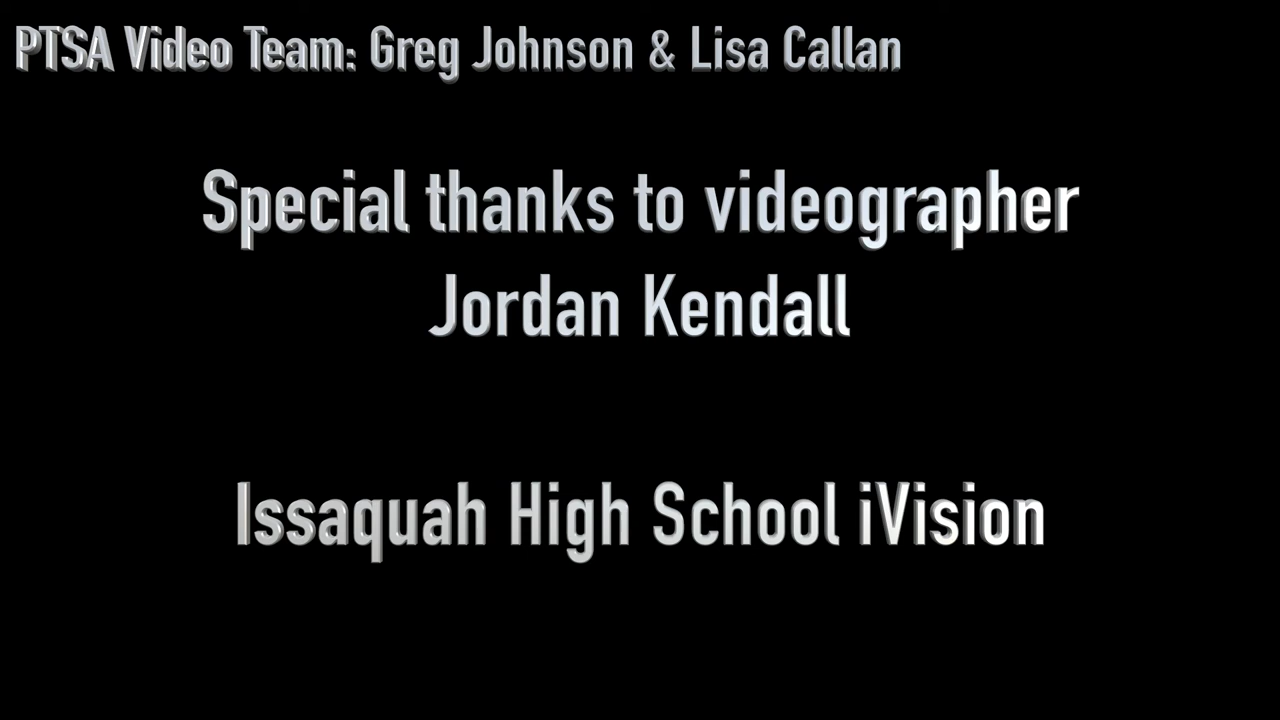 PTSA Video Team: Greg Johnson & Lisa Callan
Special thanks to videographer
Jordan Kendall
Issaquah High School iVision